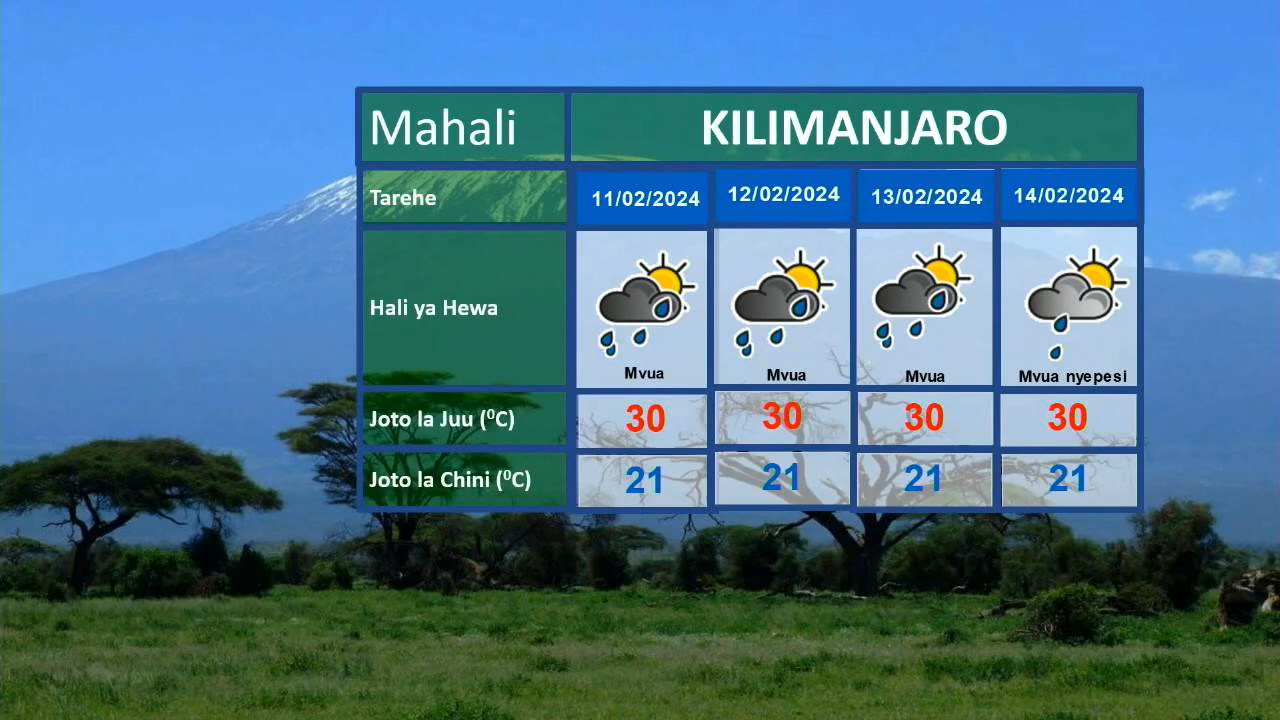 Mahali KILIMANJARO
Tarehe 11/02/2024 12/02/2024 13/02/2024 14/02/2024
Hali ya Hewa
Mvua Mvua Mvua Mvua nyepesi
Joto la Juu (⁰C) 30 30 30 30
Joto la Chini (⁰C) 21 21 21 21